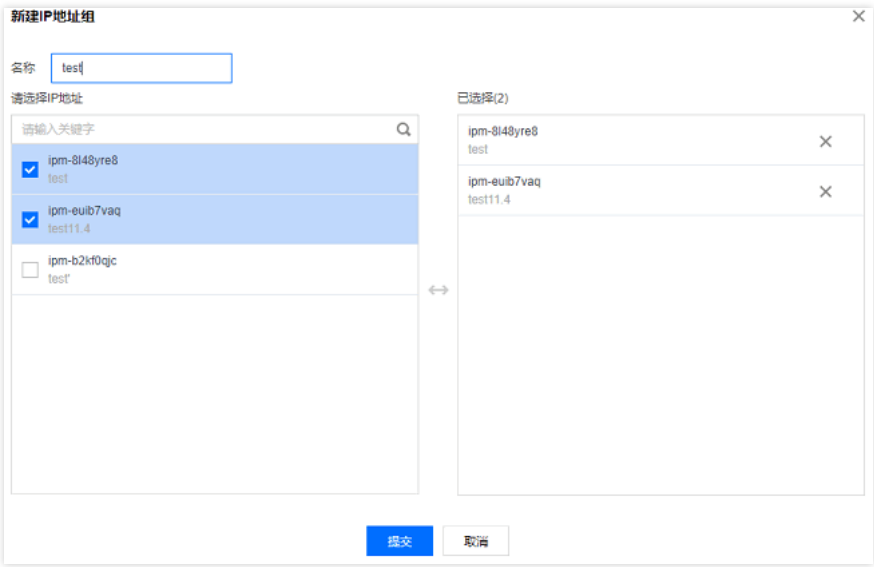 新建IP地址组
名称 test
请选择IP地址
请输入关键字
ipm-8l48yre8
test
ipm-euib7vaq
test11.4
ipm-b2kf0qjc
test'
已选择(2)
ipm-8l48yre8
test
ipm-euib7vaq
test11.4
提交 取消